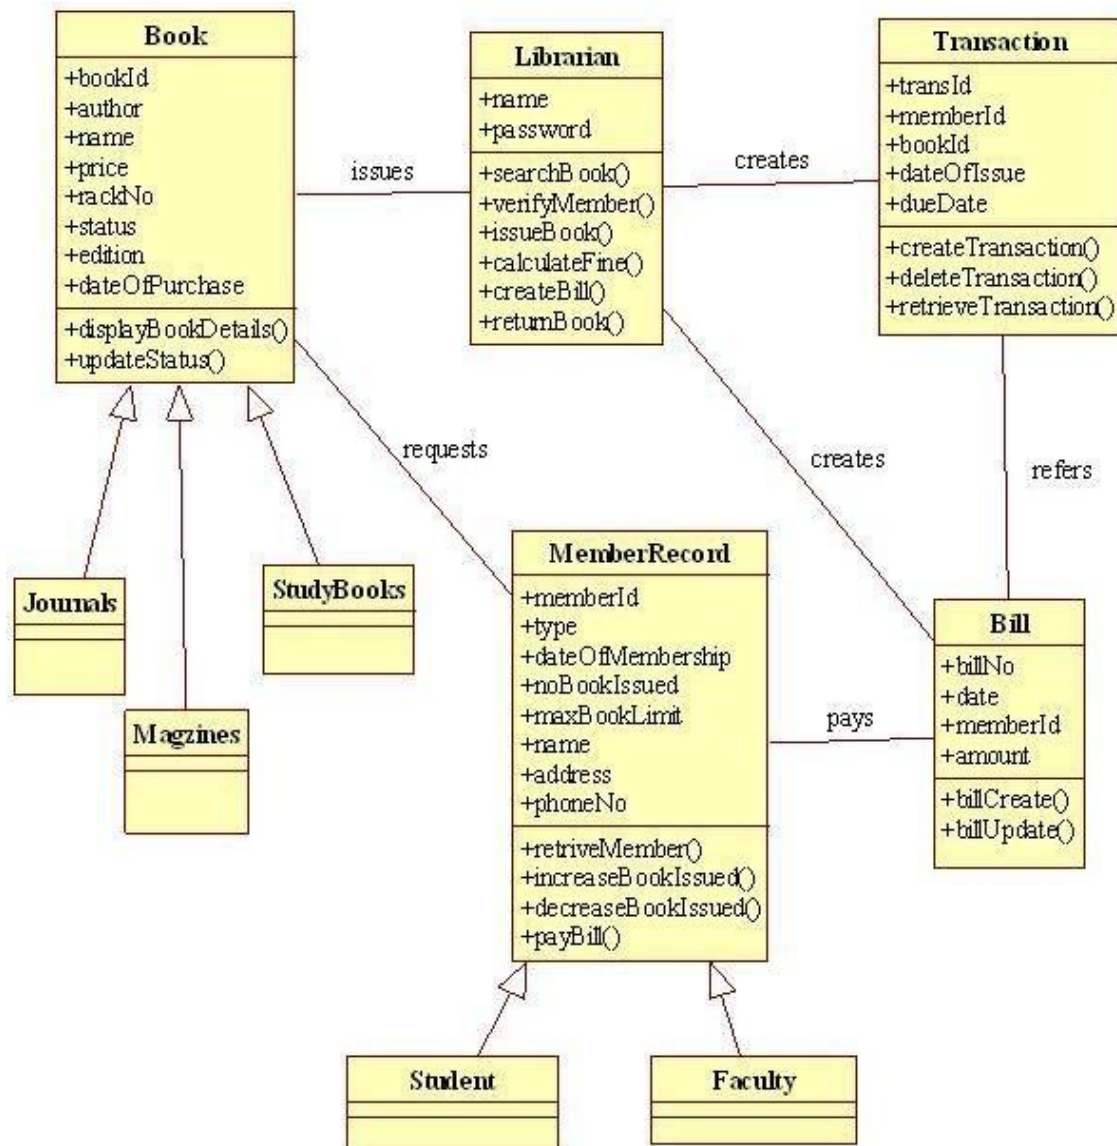 Book
+bookId
+author
+name
+price
+rackNo
+status
+edition
+dateOfPurchase
+displayBookDetails()
+updateStatus()
issues
Librarian
+name
+password
+searchBook()
+verifyMember()
+issueBook()
+calculateFine()
+createBill()
+returnBook()
creates
Transaction
+transId
+memberId
+bookId
+dateOfIssue
+dueDate
+createTransaction()
+deleteTransaction()
+retrieveTransaction()
requests
creates
refers
Journals
StudyBooks
Magzines
MemberRecord
+memberId
+type
+dateOfMembership
+noBookIssued
+maxBookLimit
+name
+address
+phoneNo
+retriveMember()
+increaseBookIssued()
+decreaseBookIssued()
+payBill()
pays
Bill
+billNo
+date
+memberId
+amount
+billCreate()
+billUpdate()
Student
Faculty